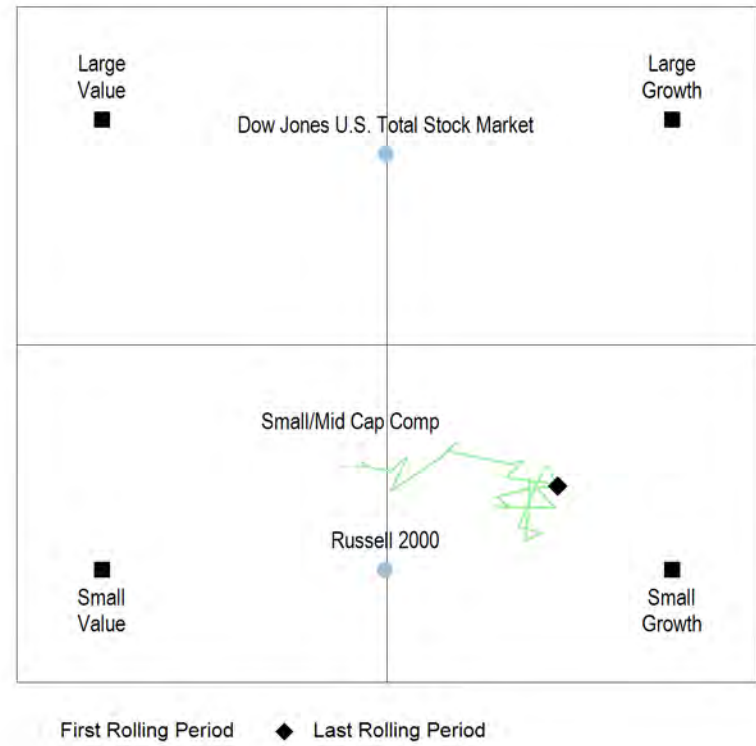 Large
Value
Large
Growth
Dow Jones U.S. Total Stock Market
Small/Mid Cap Comp
Russell 2000
Small
Value
Small
Growth
First Rolling Period
Last Rolling Period